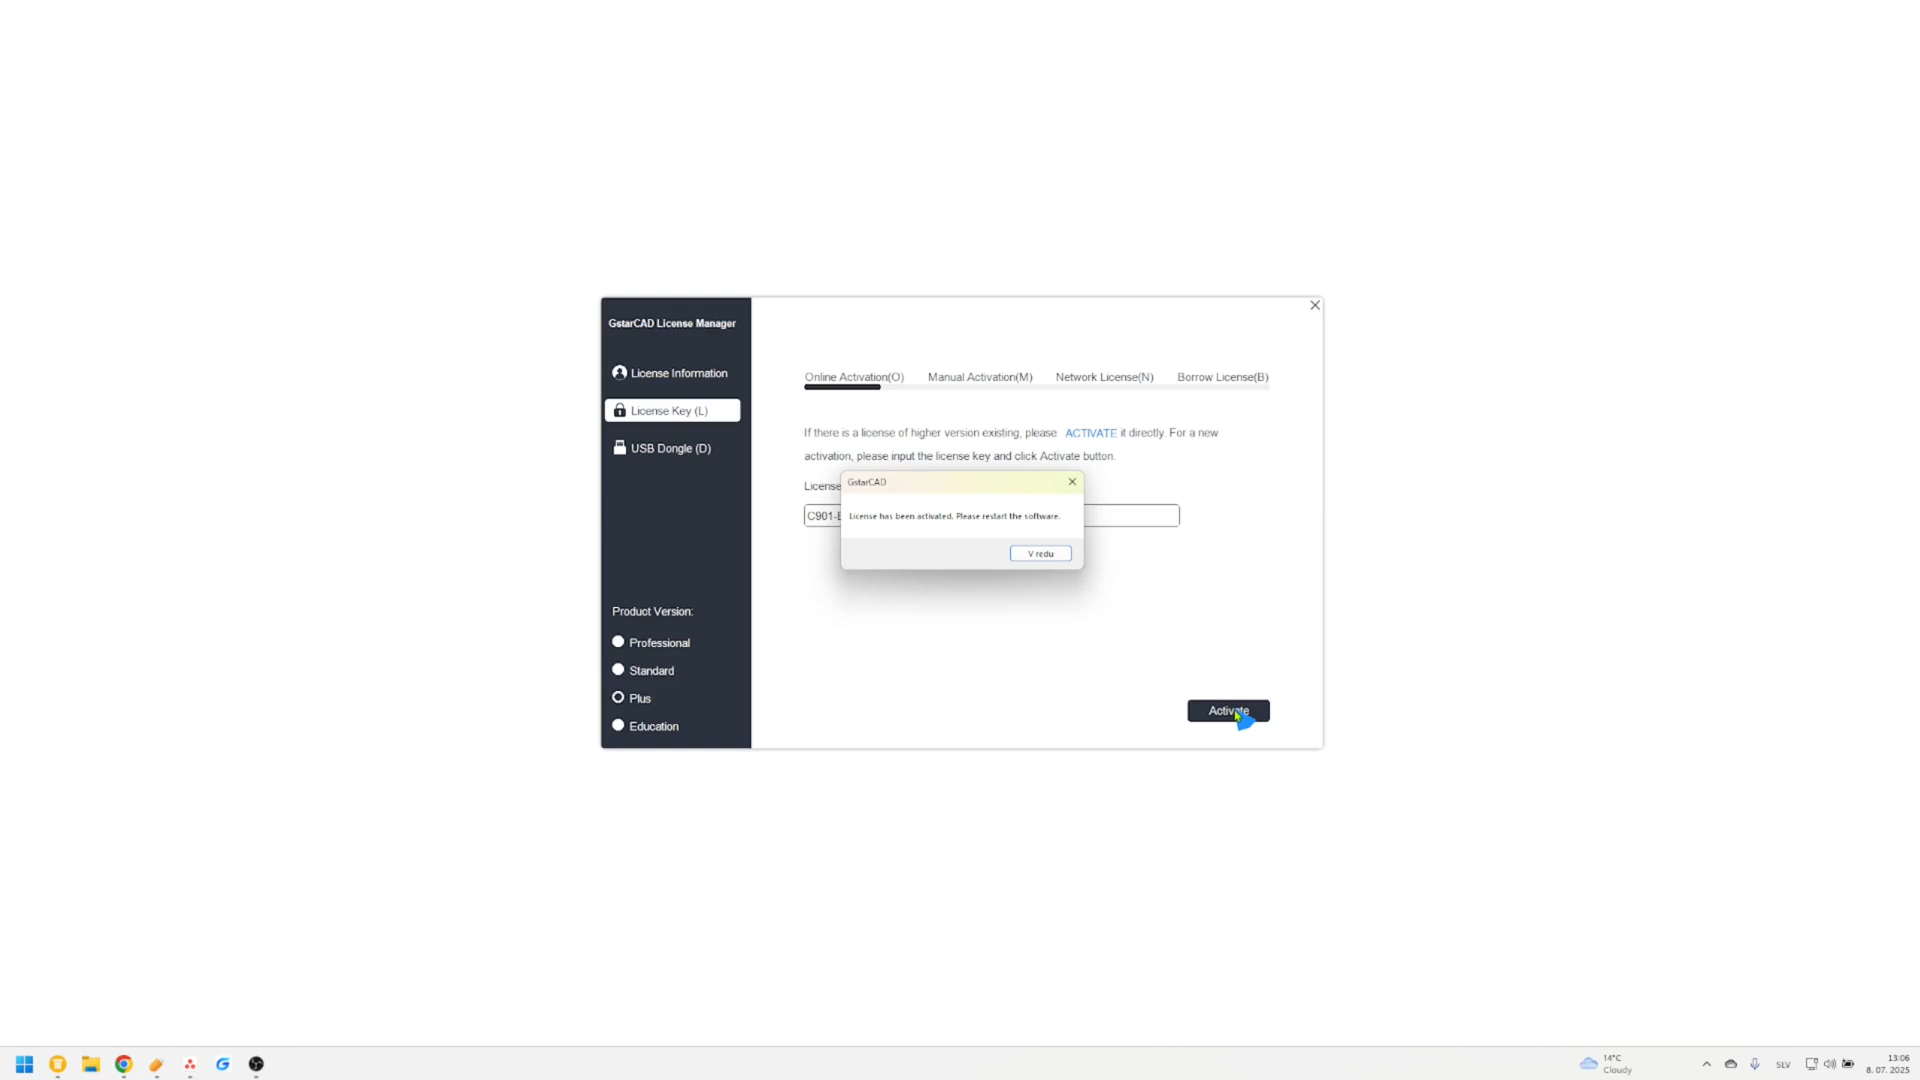 GstarCAD License Manager
License Information
License Key (L)
USB Dongle (D)
Product Version:
Professional
Standard
Plus
Education
Online Activation(O) Manual Activation(M) Network License(N) Borrow License(B)
If there is a license of higher version existing, please ACTIVATE it directly. For a new
activation, please input the license key and click Activate button.
License
C901-
GstarCAD
License has been activated. Please restart the software.
V redu
Activate
14°C
Cloudy
SLV
13:06
8. 07. 2025